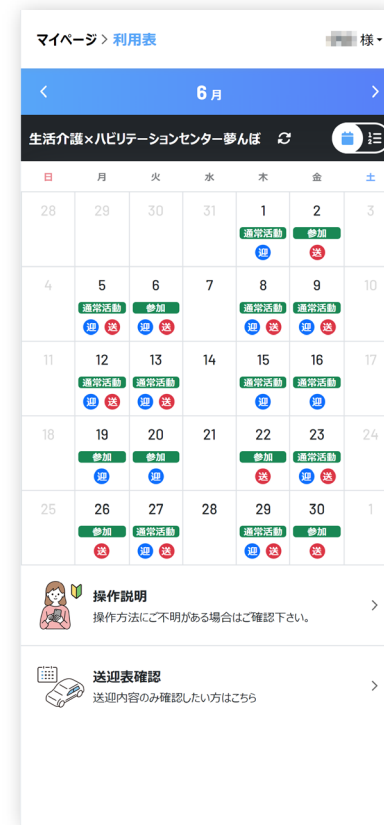 マイページ > 利用表
様
6 月
生活介護×ハビリテーションセンター夢んぼ
日 月 火 水 木 金 土
28 29 30 31 1 2 3
通常活動 参加
迎 送
4 5 6 7 8 9 10
通常活動 参加 通常活動 通常活動
迎 送 迎 送 迎 送 迎 送
11 12 13 14 15 16 17
通常活動 通常活動 通常活動 通常活動
迎 送 迎 送 迎 迎
18 19 20 21 22 23 24
参加 参加 参加 通常活動
迎 迎 送 迎 送
25 26 27 28 29 30 1
参加 通常活動 通常活動 参加
送 迎 送 迎 送 送
操作説明
操作方法にご不明がある場合はご確認下さい。
送迎表確認
送迎内容のみ確認したい方はこちら